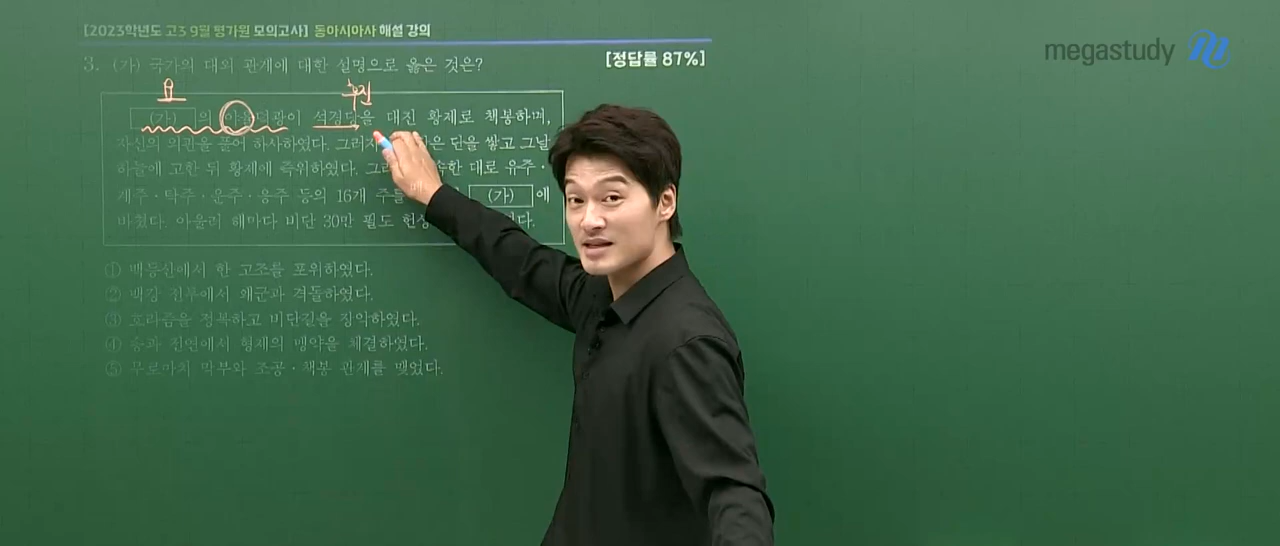 [2023학년도 고3 9월 평가원 모의고사] 동아시아사 해설 강의
megastudy
[정답률 87%]
3. (가) 국가의 대외 관계에 대한 설명으로 옳은 것은?
요 후진
(가) 의 야율덕광이 석경당을 대진 황제로 책봉하며,
자신의 의관을 풀어 하사하였다. 단을 쌓고 그날
하늘에 고한 뒤 황제에 즉위하였다. 대로 유주·
계주·탁주·운주·응주 등의 16개 (가) 에
바쳤다. 아울러 해마다 비단 30만 필도
① 백등산에서 한 고조를 포위하였다.
② 백강 전투에서 왜군과 격돌하였다.
③ 호라즘을 정복하고 비단길을 장악하였다.
④ 송과 전연에서 형제의 맹약을 체결하였다.
⑤ 무로마치 막부와 조공·책봉 관계를 맺었다.